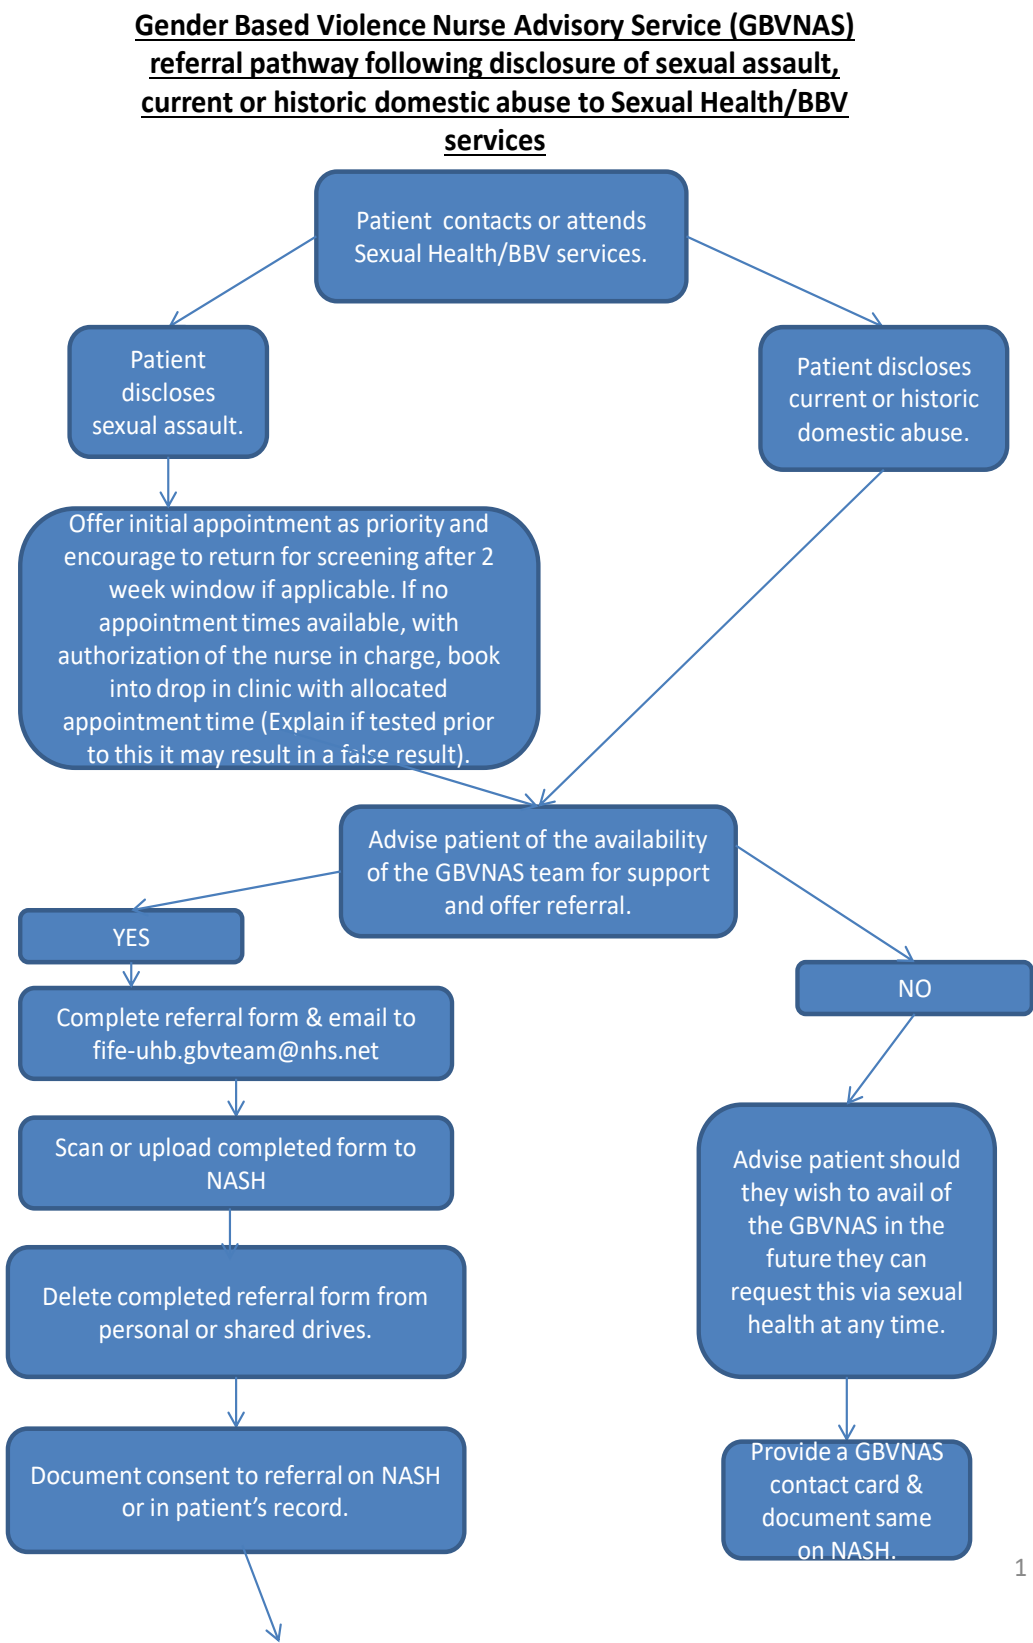 Gender Based Violence Nurse Advisory Service (GBVNAS)
referral pathway following disclosure of sexual assault,
current or historic domestic abuse to Sexual Health/BBV
services
Patient contacts or attends
Sexual Health/BBV services.
Patient
discloses
sexual assault.
Patient discloses
current or historic
domestic abuse.
Offer initial appointment as priority and
encourage to return for screening after 2
week window if applicable. If no
appointment times available, with
authorization of the nurse in charge, book
into drop in clinic with allocated
appointment time (Explain if tested prior
to this it may result in a false result).
Advise patient of the availability
of the GBVNAS team for support
and offer referral.
YES
NO
Complete referral form & email to
fife-uhb.gbvteam@nhs.net
Scan or upload completed form to
NASH
Delete completed referral form from
personal or shared drives.
Document consent to referral on NASH
or in patient’s record.
Advise patient should
they wish to avail of
the GBVNAS in the
future they can
request this via sexual
health at any time.
Provide a GBVNAS
contact card &
document same
on NASH.
1